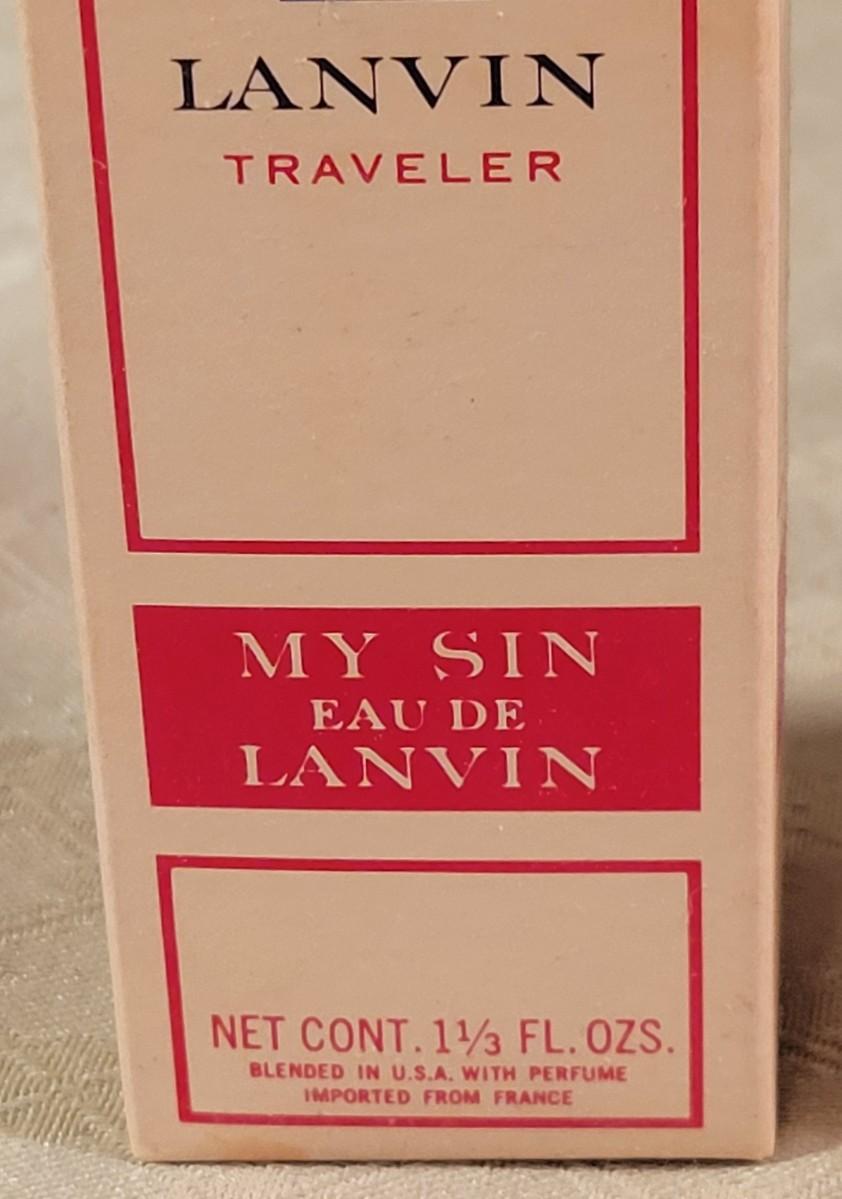 LANVIN
TRAVELER
MY SIN
EAU DE
LANVIN
NET CONT. 1⅓ FL. OZS.
BLENDED IN U.S.A. WITH PERFUME
IMPORTED FROM FRANCE